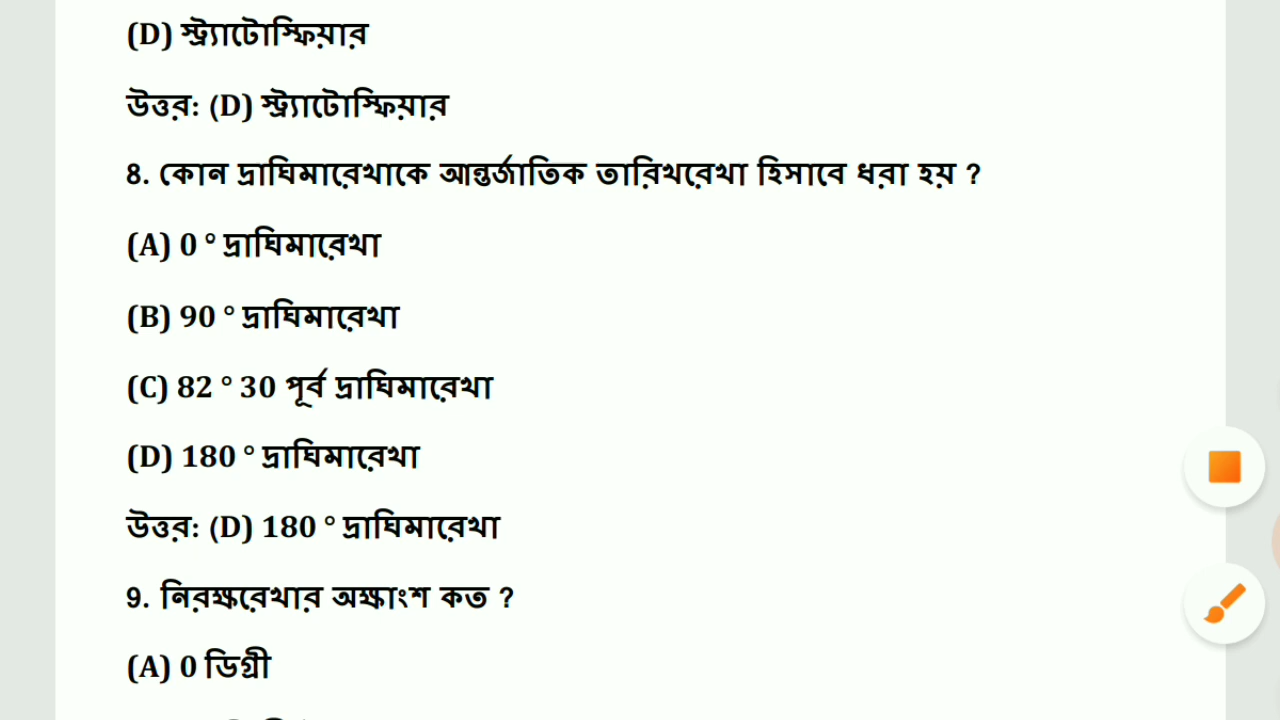 (D) স্ট্র্যাটোস্ফিয়ার
উত্তর: (D) স্ট্র্যাটোস্ফিয়ার
8. কোন দ্রাঘিমারেখাকে আন্তর্জাতিক তারিখরেখা হিসাবে ধরা হয় ?
(A) 0 ° দ্রাঘিমারেখা
(B) 90 ° দ্রাঘিমারেখা
(C) 82 ° 30 পূর্ব দ্রাঘিমারেখা
(D) 180 ° দ্রাঘিমারেখা
উত্তর: (D) 180 ° দ্রাঘিমারেখা
9. নিরক্ষরেখার অক্ষাংশ কত ?
(A) 0 ডিগ্রী